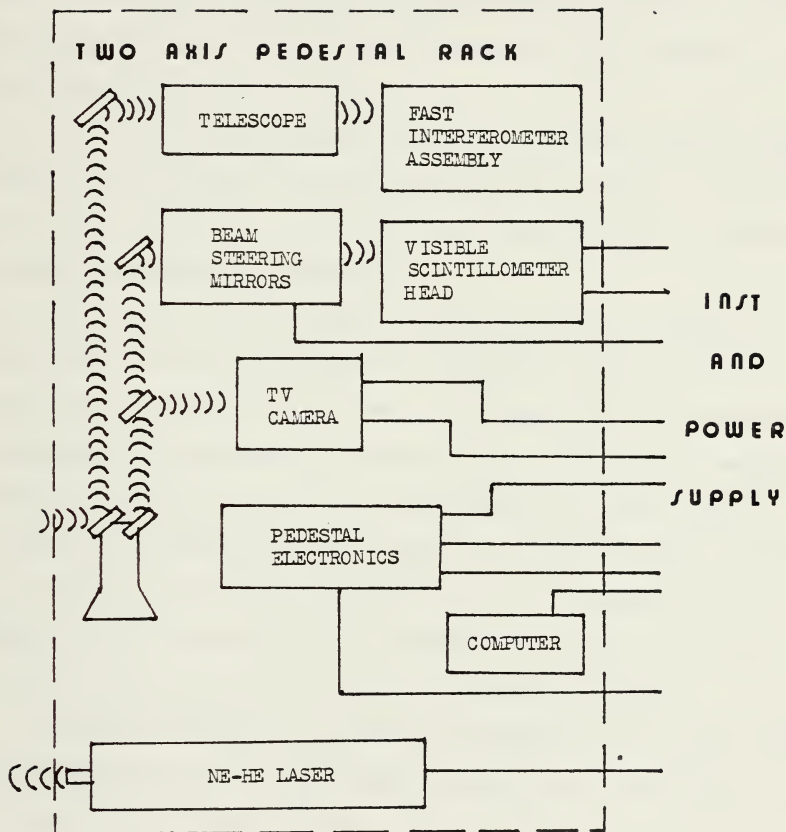 TWO AXIS PEDESTAL RACK
TELESCOPE
FAST
INTERFEROMETER
ASSEMBLY
BEAM
STEERING
MIRRORS
VISIBLE
SCINTILLOMETER
HEAD
INST
AND
POWER
SUPPLY
TV
CAMERA
PEDESTAL
ELECTRONICS
COMPUTER
NE-HE LASER